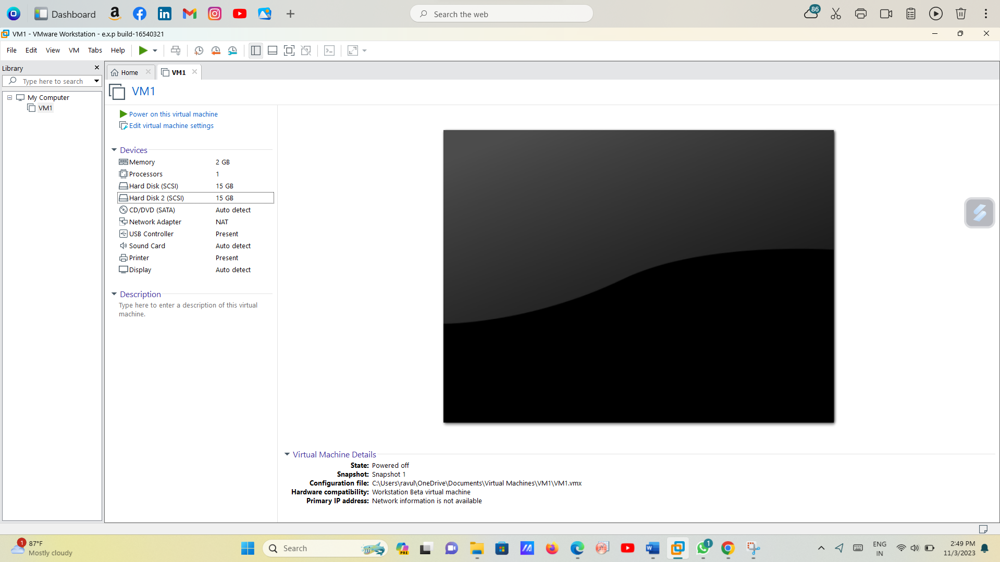 Dashboard
Search the web
86
VM1 - VMware Workstation - e.x.p build-16540321
File Edit View VM Tabs Help
Library
Type here to search
My Computer
VM1
Home
VM1
VM1
Power on this virtual machine
Edit virtual machine settings
Devices
Memory 2 GB
Processors 1
Hard Disk (SCSI) 15 GB
Hard Disk 2 (SCSI) 15 GB
CD/DVD (SATA) Auto detect
Network Adapter NAT
USB Controller Present
Sound Card Auto detect
Printer Present
Display Auto detect
Description
Type here to enter a description of this virtual
machine.
Virtual Machine Details
State: Powered off
Snapshot: Snapshot 1
Configuration file: C:\Users\ravul\OneDrive\Documents\Virtual Machines\VM1\VM1.vmx
Hardware compatibility: Workstation Beta virtual machine
Primary IP address: Network information is not available
1
87°F
Mostly cloudy
Search
PRE
1
ENG
IN
2:49 PM
11/3/2023